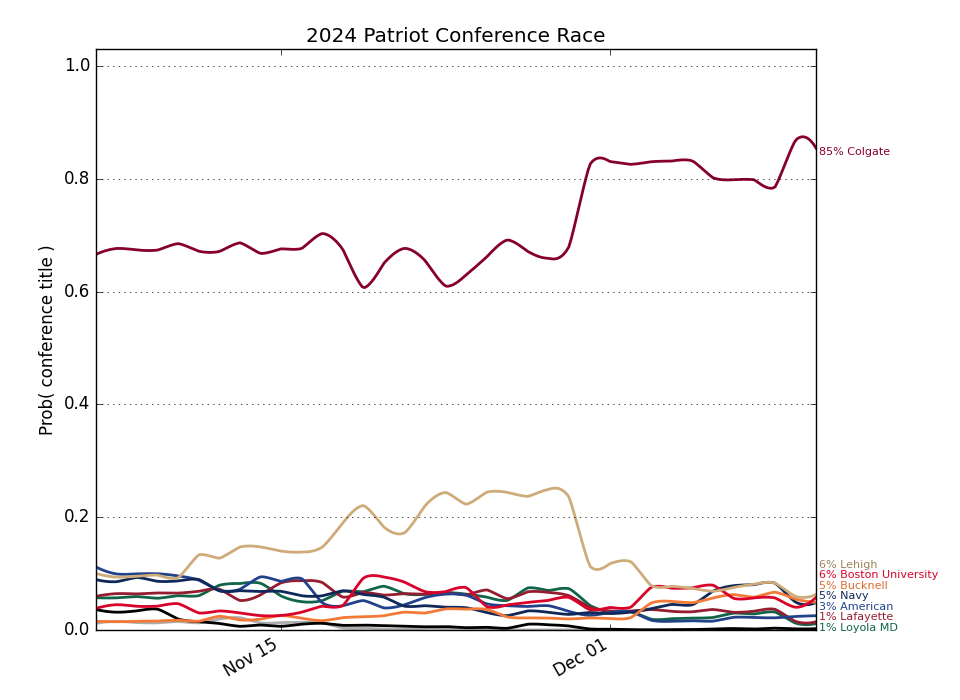 2024 Patriot Conference Race
Prob( conference title )
1.0
0.8
0.6
0.4
0.2
0.0
Nov 15
Dec 01
85% Colgate
6% Lehigh
6% Boston University
5% Bucknell
5% Navy
3% American
1% Lafayette
1% Loyola MD